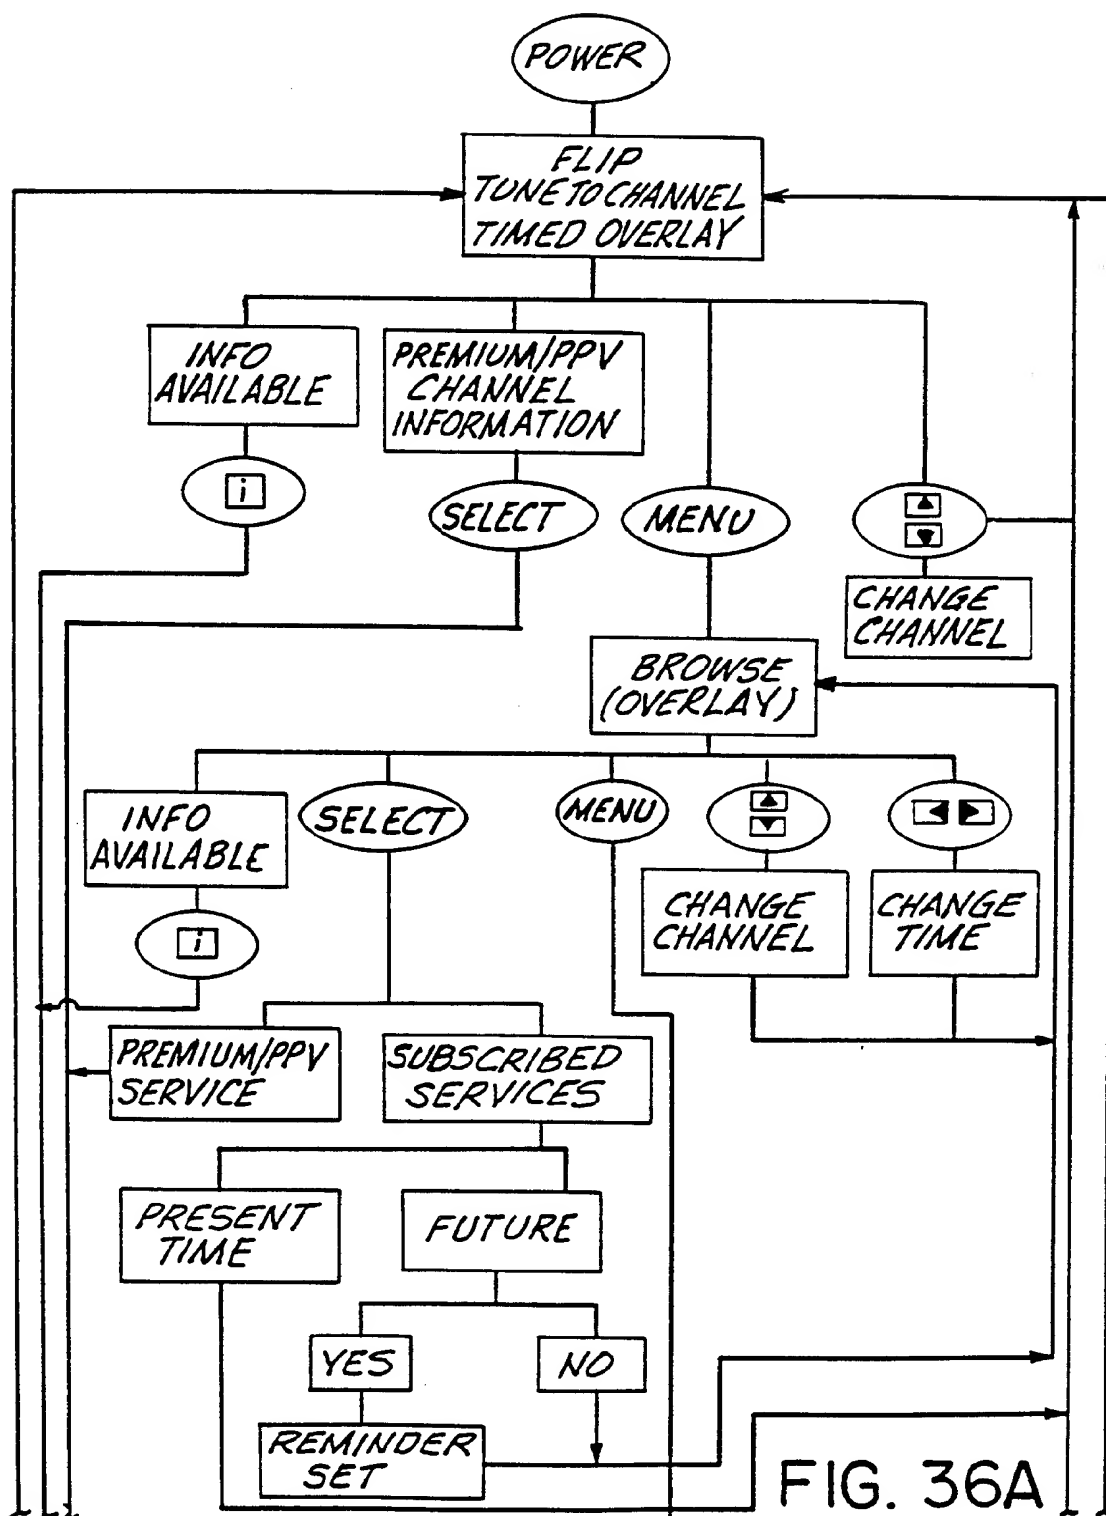 POWER
FLIP
TUNE TO CHANNEL
TIMED OVERLAY
INFO
AVAILABLE
PREMIUM/PPV
CHANNEL
INFORMATION
i
SELECT
MENU
CHANGE
CHANNEL
BROWSE
(OVERLAY)
INFO
AVAILABLE
SELECT
MENU
CHANGE
CHANNEL
CHANGE
TIME
i
PREMIUM/PPV
SERVICE
SUBSCRIBED
SERVICES
PRESENT
TIME
FUTURE
YES
NO
REMINDER
SET
FIG. 36A